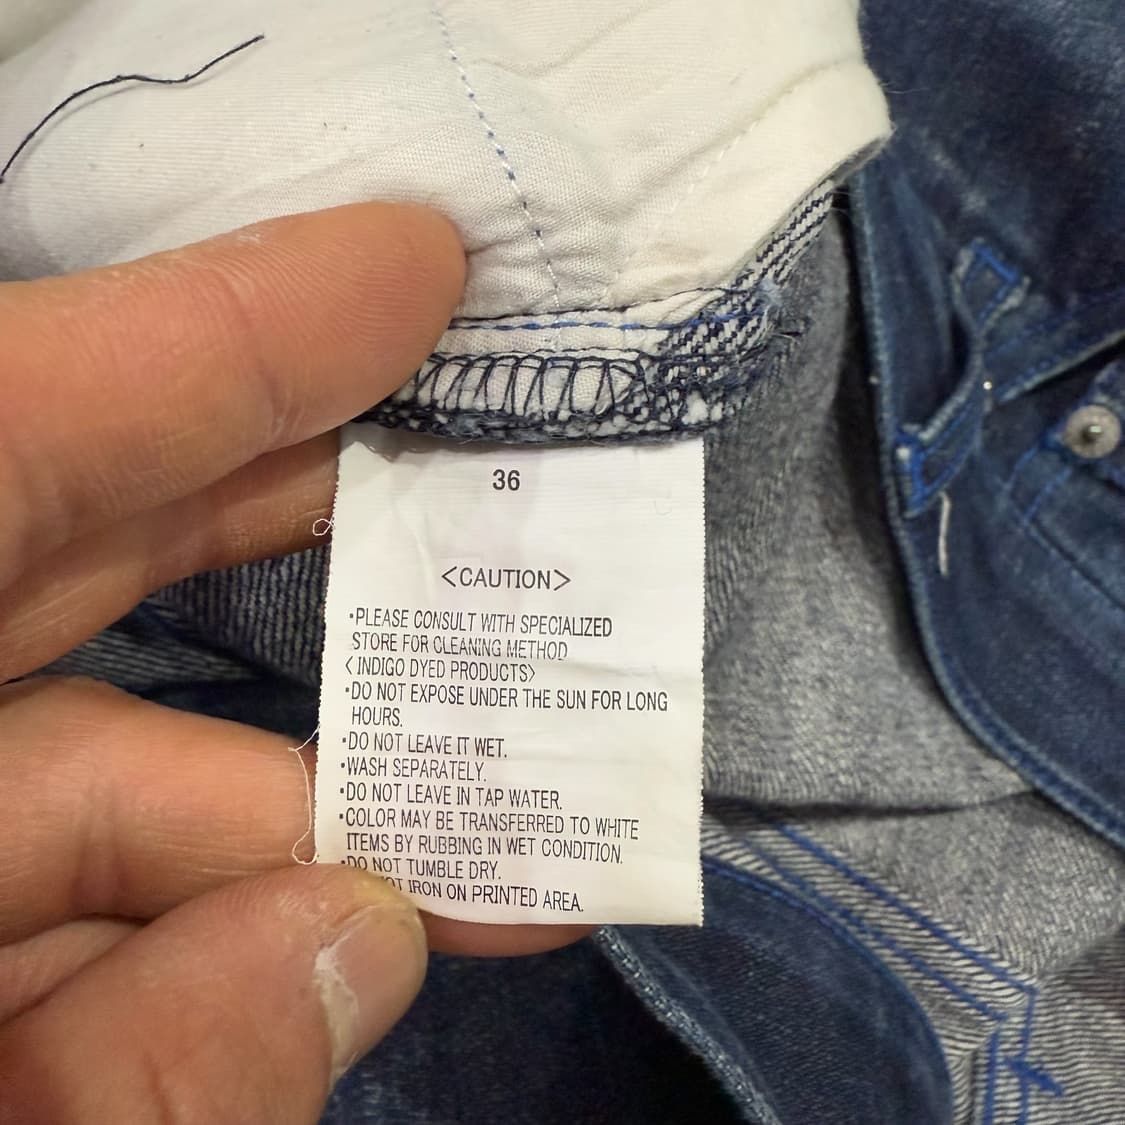 36
<CAUTION>
•PLEASE CONSULT WITH SPECIALIZED
STORE FOR CLEANING METHOD
< INDIGO DYED PRODUCTS>
•DO NOT EXPOSE UNDER THE SUN FOR LONG
HOURS.
•DO NOT LEAVE IT WET.
•WASH SEPARATELY.
•DO NOT LEAVE IN TAP WATER.
•COLOR MAY BE TRANSFERRED TO WHITE
ITEMS BY RUBBING IN WET CONDITION.
•DO NOT TUMBLE DRY.
IRON ON PRINTED AREA.